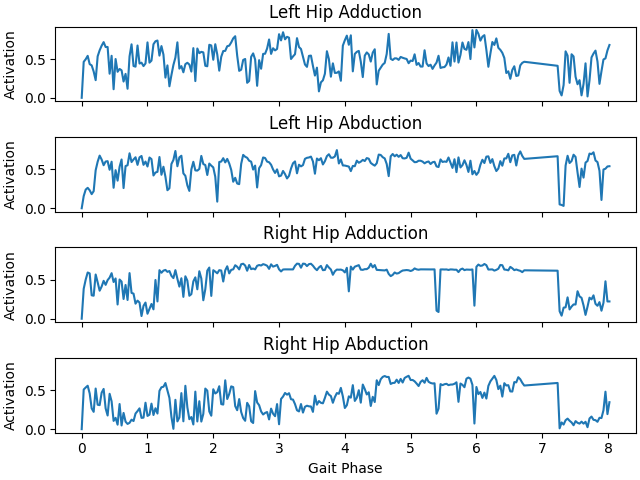 Left Hip Adduction
Activation
0.5
0.0
Left Hip Abduction
Activation
0.5
0.0
Right Hip Adduction
Activation
0.5
0.0
Right Hip Abduction
Activation
0.5
0.0
0 1 2 3 4 5 6 7 8
Gait Phase